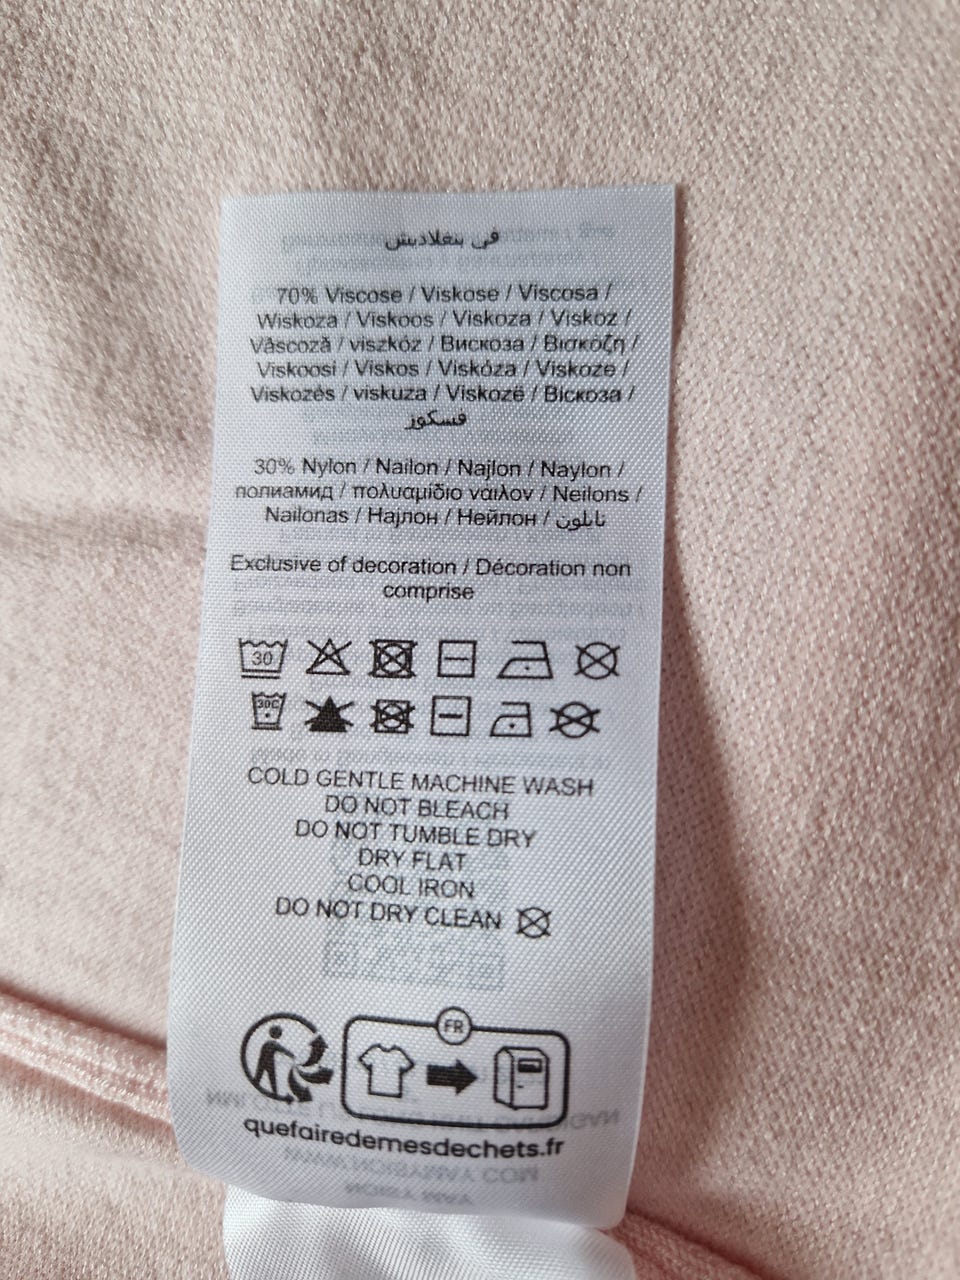 في بنغلاديش
70% Viscose / Viskose / Viscosa /
Wiskoza / Viskoos / Viskoza / Viskoz /
Vâscoză / viszkóz / Вискоза / Βισκόζη /
Viskoosi / Viskos / Viskóza / Viskoze /
Viskozės / viskuza / Viskozë / Віскоза /
فسكوز
30% Nylon / Nailon / Najlon / Naylon /
полиамид / πολυαμίδιο νάιλον / Neilons /
Nailonas / Најлон / Нейлон / نايلون
Exclusive of decoration / Décoration non
comprise
30
30C
COLD GENTLE MACHINE WASH
DO NOT BLEACH
DO NOT TUMBLE DRY
DRY FLAT
COOL IRON
DO NOT DRY CLEAN
FR
quefairedemesdechets.fr